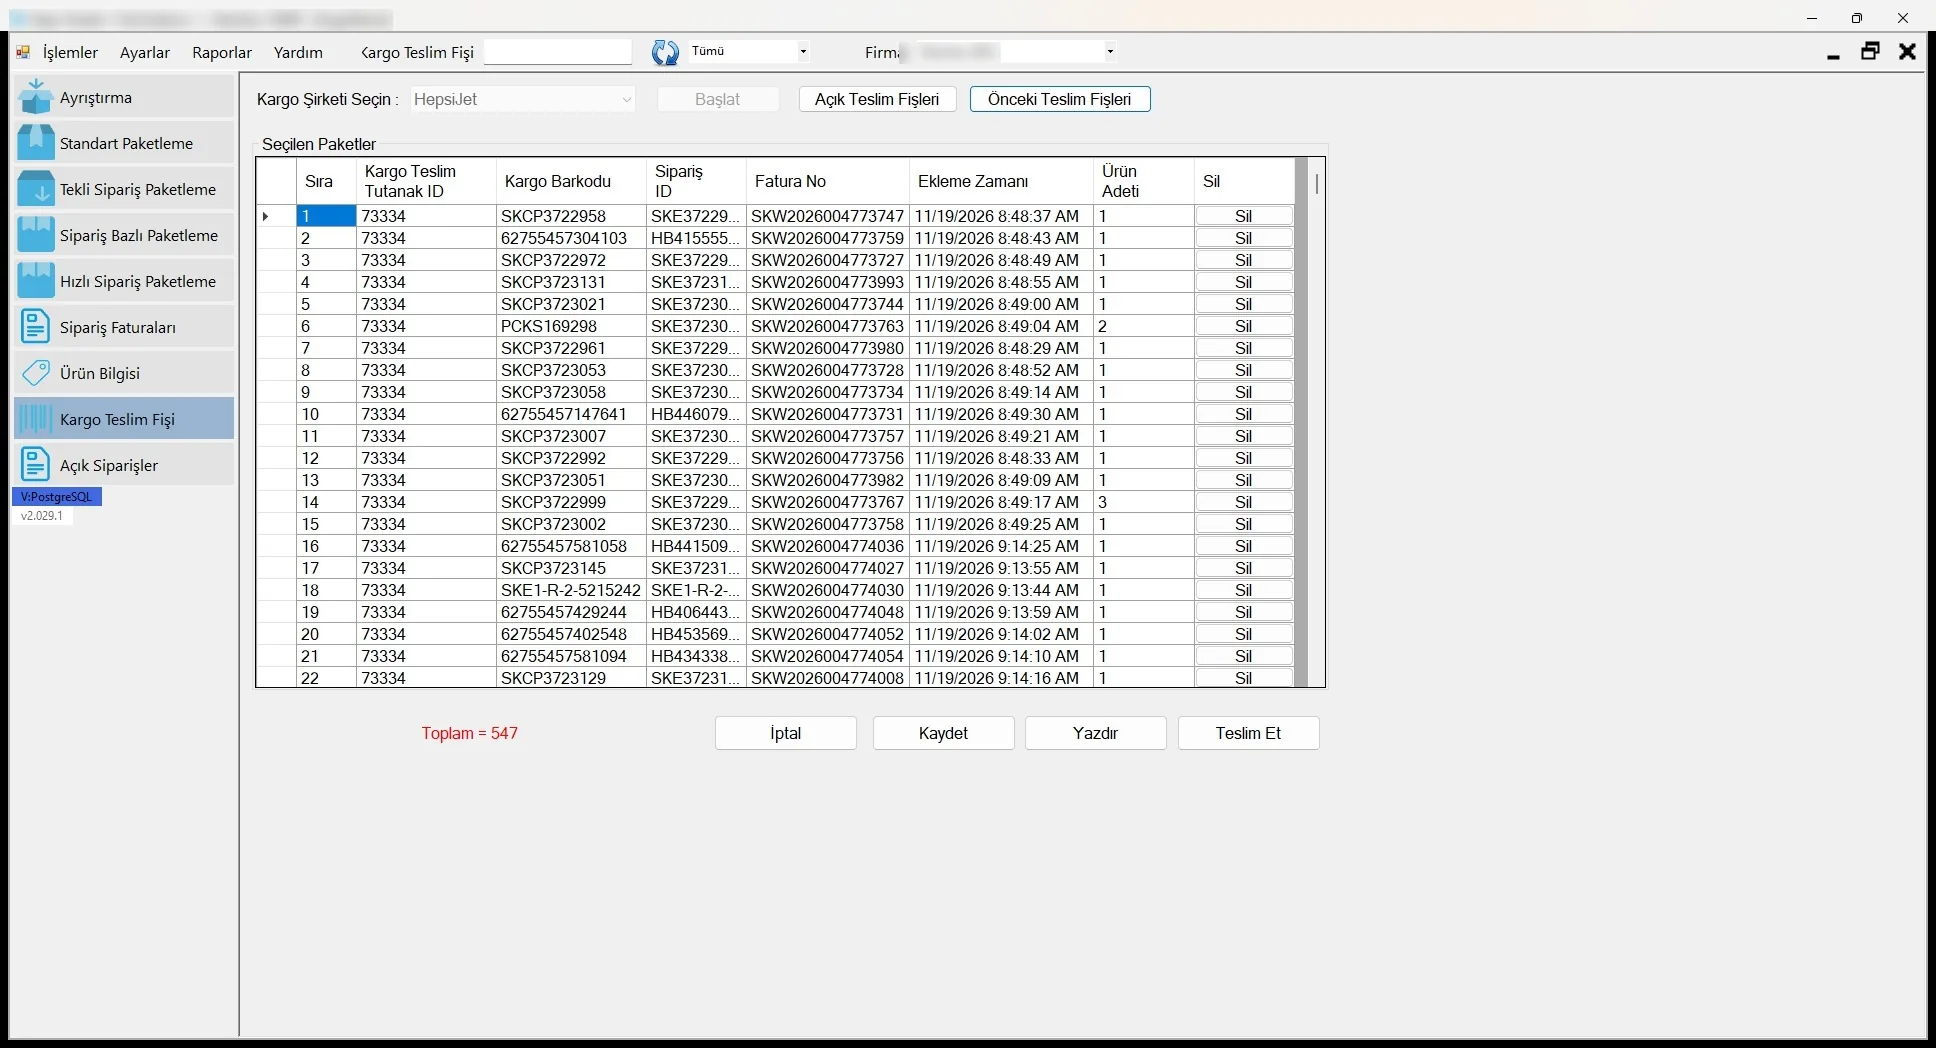 İşlemler Ayarlar Raporlar Yardım Kargo Teslim Fişi Tümü Firma
Kargo Şirketi Seçin : HepsiJet Başlat Açık Teslim Fişleri Önceki Teslim Fişleri
Ayrıştırma
Standart Paketleme
Tekli Sipariş Paketleme
Sipariş Bazlı Paketleme
Hızlı Sipariş Paketleme
Sipariş Faturaları
Ürün Bilgisi
Kargo Teslim Fişi
Açık Siparişler
V:PostgreSQL
v2.029.1
Seçilen Paketler
Sıra Kargo Teslim Tutanak ID Kargo Barkodu Sipariş ID Fatura No Ekleme Zamanı Ürün Adeti Sil
1 73334 SKCP3722958 SKE37229... SKW2026004773747 11/19/2026 8:48:37 AM 1 Sil
2 73334 62755457304103 HB415555... SKW2026004773759 11/19/2026 8:48:43 AM 1 Sil
3 73334 SKCP3722972 SKE37229... SKW2026004773727 11/19/2026 8:48:49 AM 1 Sil
4 73334 SKCP3723131 SKE37231... SKW2026004773993 11/19/2026 8:48:55 AM 1 Sil
5 73334 SKCP3723021 SKE37230... SKW2026004773744 11/19/2026 8:49:00 AM 1 Sil
6 73334 PCKS169298 SKE37230... SKW2026004773763 11/19/2026 8:49:04 AM 2 Sil
7 73334 SKCP3722961 SKE37229... SKW2026004773980 11/19/2026 8:48:29 AM 1 Sil
8 73334 SKCP3723053 SKE37230... SKW2026004773728 11/19/2026 8:48:52 AM 1 Sil
9 73334 SKCP3723058 SKE37230... SKW2026004773734 11/19/2026 8:49:14 AM 1 Sil
10 73334 62755457147641 HB446079... SKW2026004773731 11/19/2026 8:49:30 AM 1 Sil
11 73334 SKCP3723007 SKE37230... SKW2026004773757 11/19/2026 8:49:21 AM 1 Sil
12 73334 SKCP3722992 SKE37229... SKW2026004773756 11/19/2026 8:48:33 AM 1 Sil
13 73334 SKCP3723051 SKE37230... SKW2026004773982 11/19/2026 8:49:09 AM 1 Sil
14 73334 SKCP3722999 SKE37229... SKW2026004773767 11/19/2026 8:49:17 AM 3 Sil
15 73334 SKCP3723002 SKE37230... SKW2026004773758 11/19/2026 8:49:25 AM 1 Sil
16 73334 62755457581058 HB441509... SKW2026004774036 11/19/2026 9:14:25 AM 1 Sil
17 73334 SKCP3723145 SKE37231... SKW2026004774027 11/19/2026 9:13:55 AM 1 Sil
18 73334 SKE1-R-2-5215242 SKE1-R-2-... SKW2026004774030 11/19/2026 9:13:44 AM 1 Sil
19 73334 62755457429244 HB406443... SKW2026004774048 11/19/2026 9:13:59 AM 1 Sil
20 73334 62755457402548 HB453569... SKW2026004774052 11/19/2026 9:14:02 AM 1 Sil
21 73334 62755457581094 HB434338... SKW2026004774054 11/19/2026 9:14:10 AM 1 Sil
22 73334 SKCP3723129 SKE37231... SKW2026004774008 11/19/2026 9:14:16 AM 1 Sil
Toplam = 547 İptal Kaydet Yazdır Teslim Et